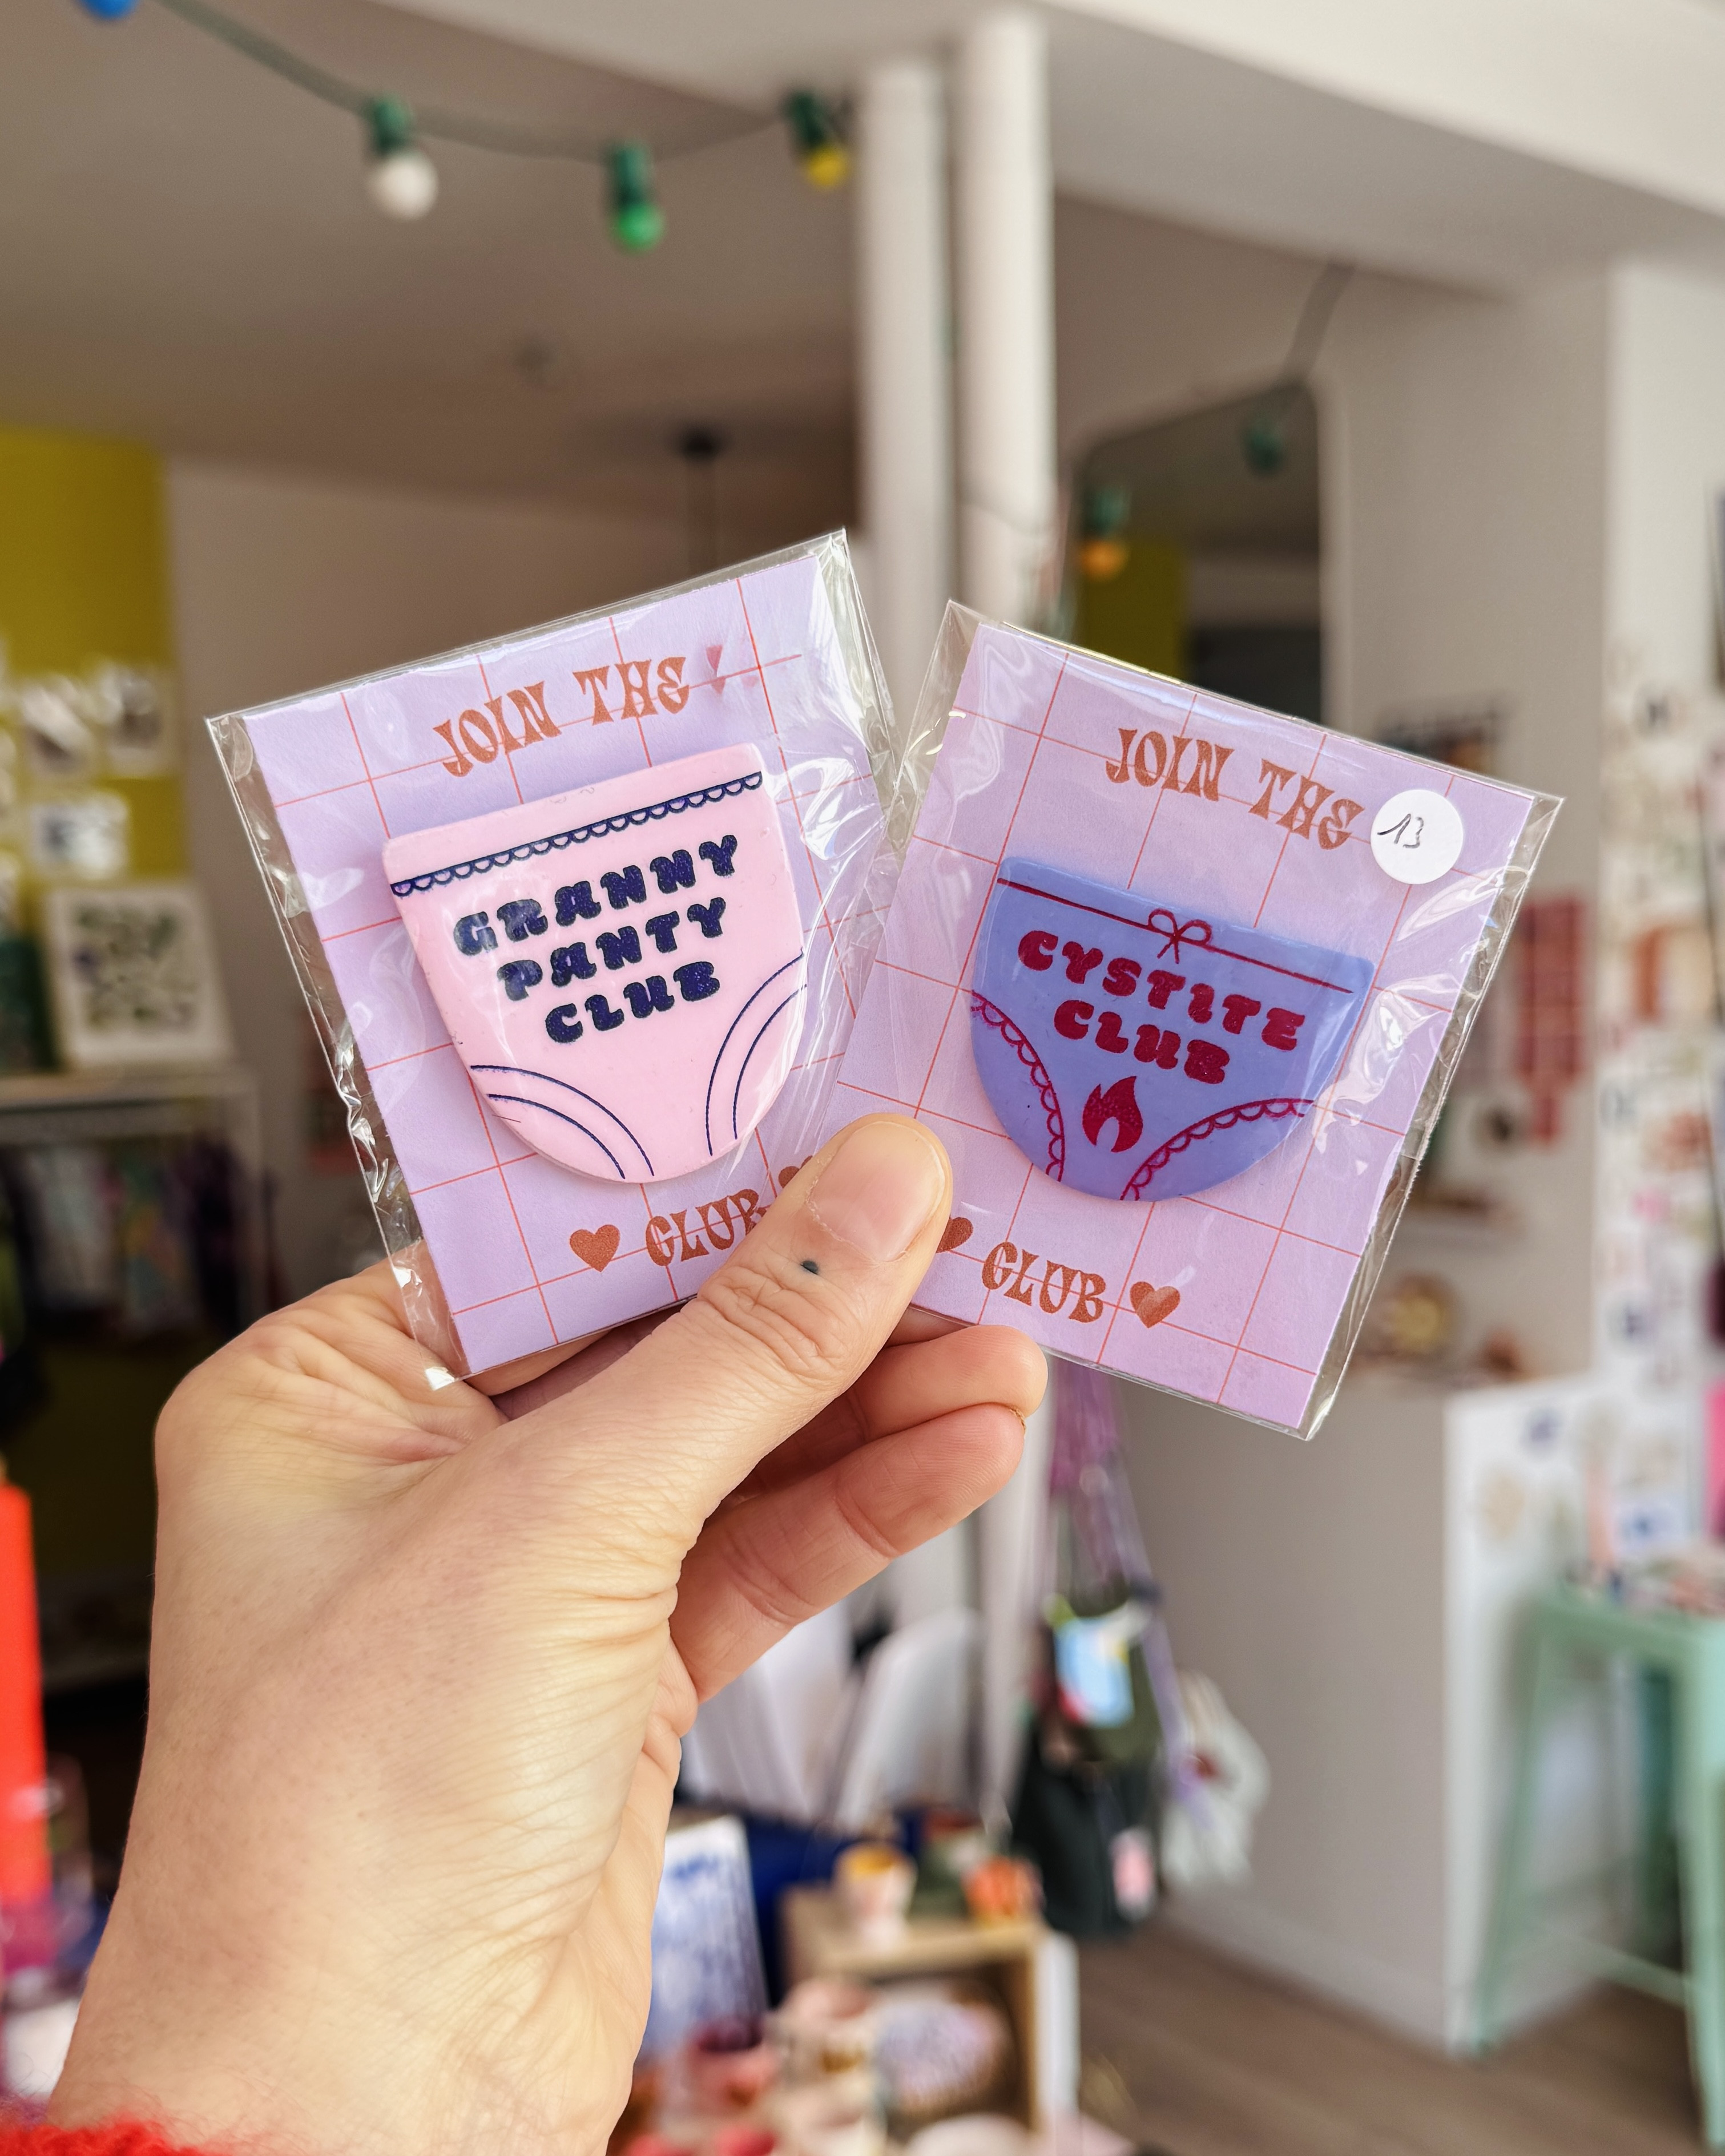 JOIN THE
GRANNY
PANTY
CLUB
CLUB
JOIN THE
13
CYSTITE
CLUB
CLUB